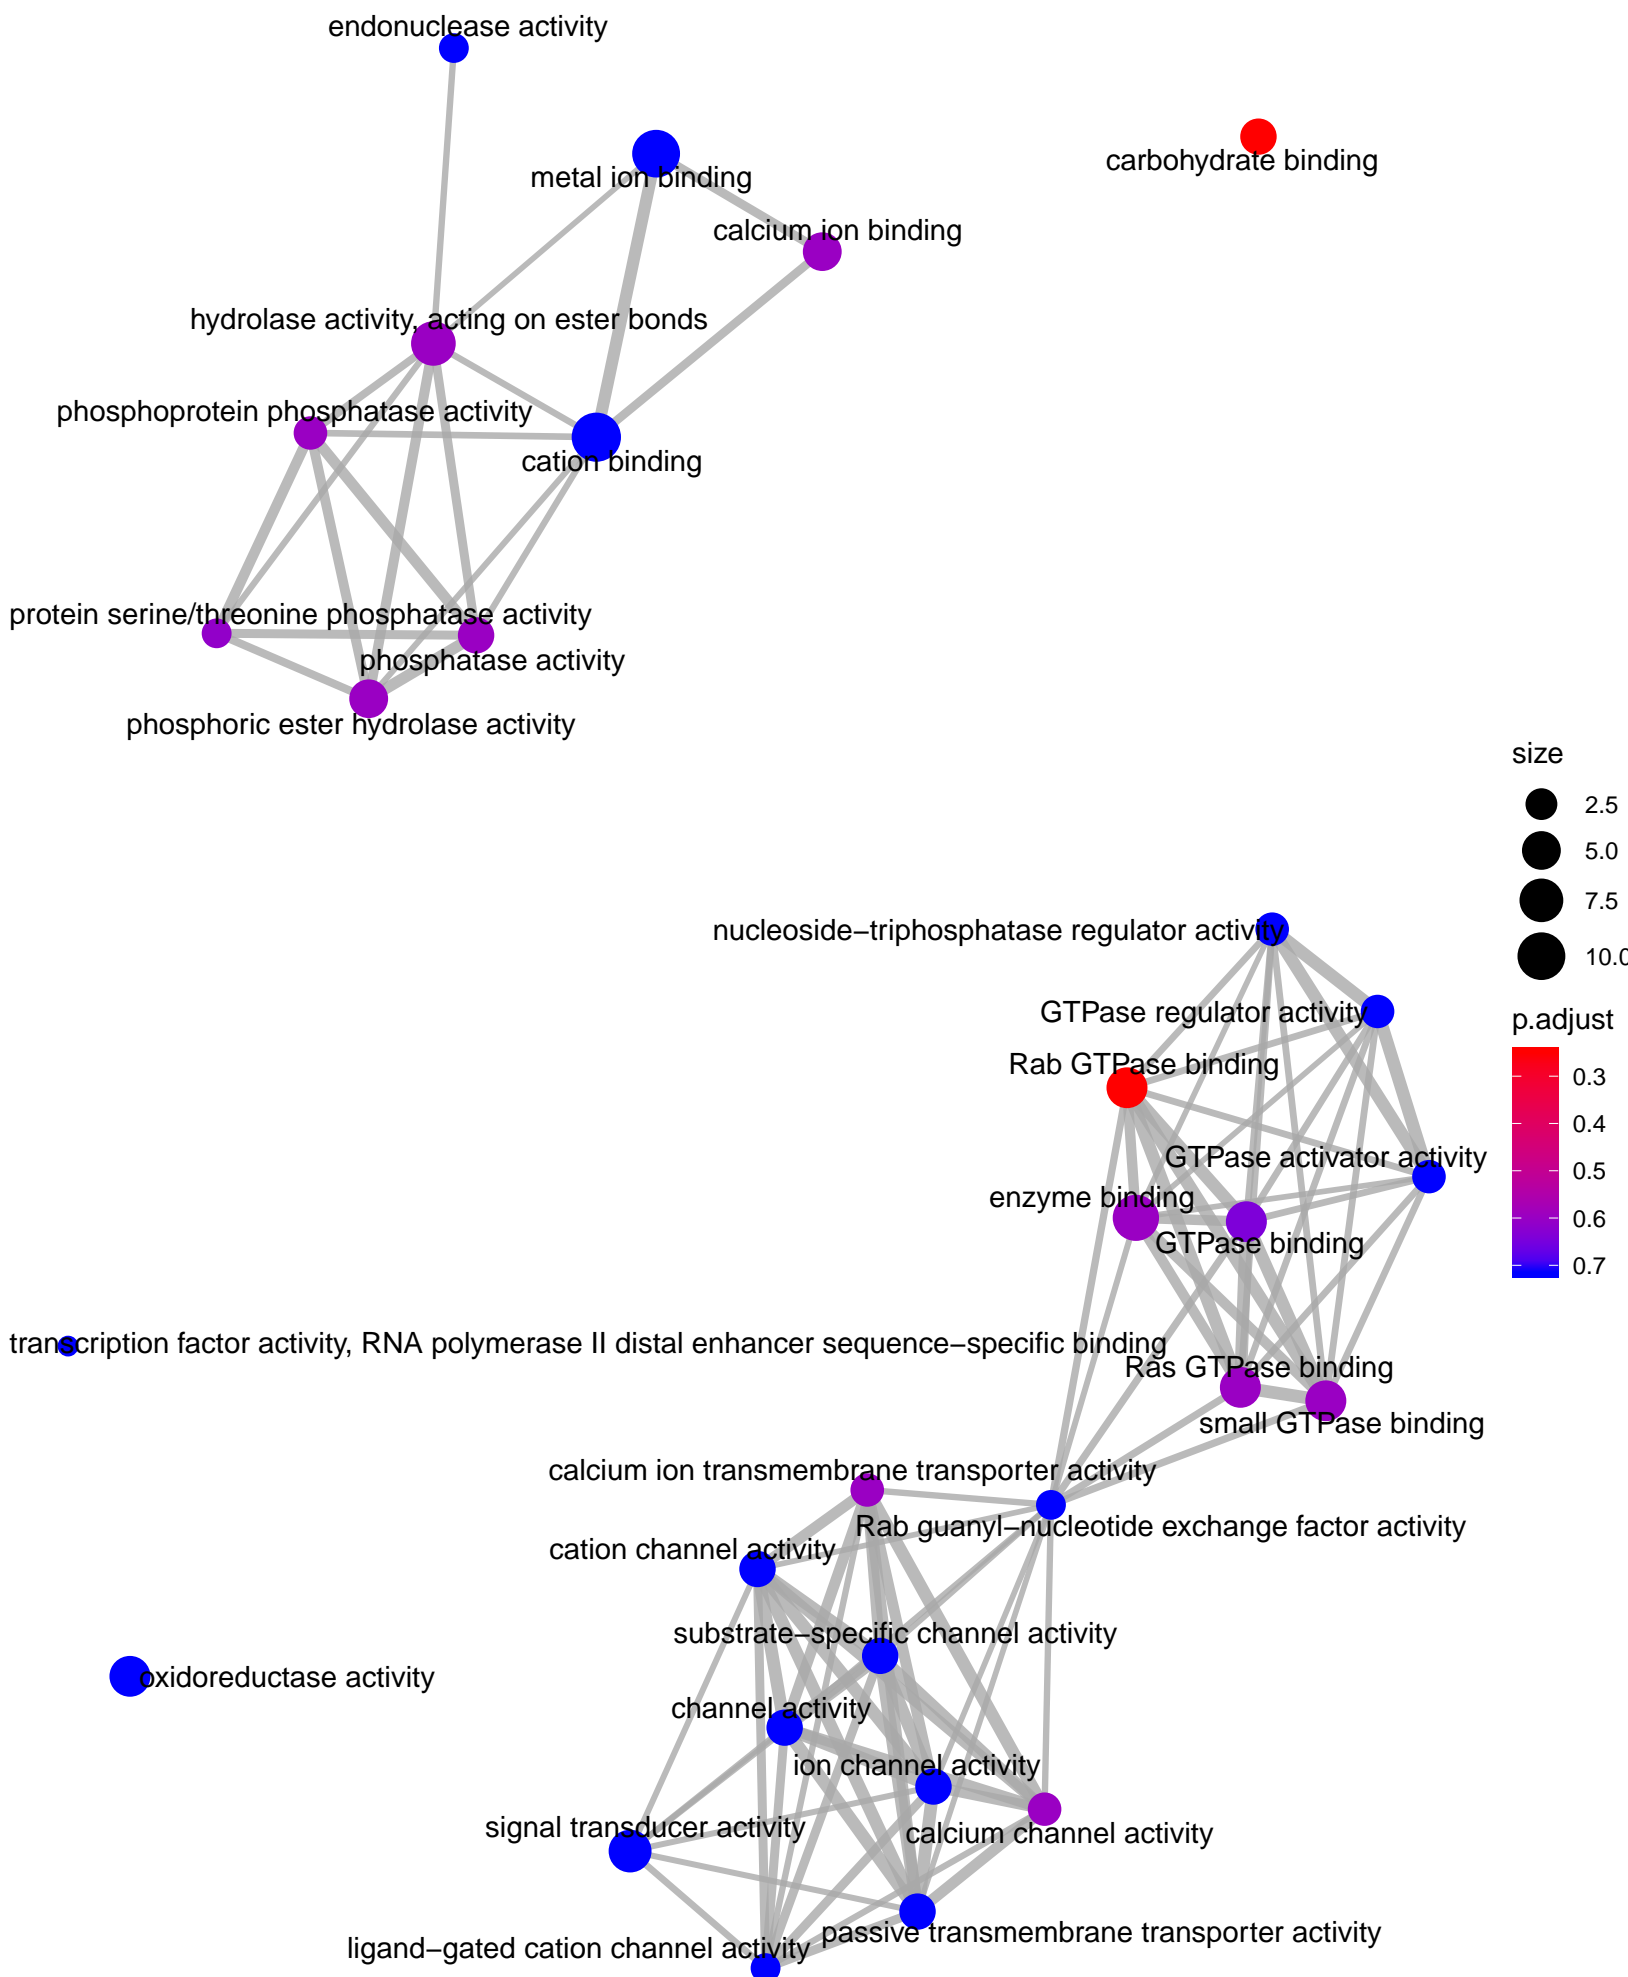 endonuclease activity
carbohydrate binding
metal ion binding
calcium ion binding
hydrolase activity, acting on ester bonds
phosphoprotein phosphatase activity
cation binding
protein serine/threonine phosphatase activity
phosphatase activity
phosphoric ester hydrolase activity
size
2.5
5.0
7.5
10.0
p.adjust
0.3
0.4
0.5
0.6
0.7
nucleoside−triphosphatase regulator activity
GTPase regulator activity
Rab GTPase binding
GTPase activator activity
enzyme binding
GTPase binding
transcription factor activity, RNA polymerase II distal enhancer sequence−specific binding
Ras GTPase binding
small GTPase binding
calcium ion transmembrane transporter activity
Rab guanyl−nucleotide exchange factor activity
cation channel activity
substrate−specific channel activity
oxidoreductase activity
channel activity
ion channel activity
signal transducer activity
calcium channel activity
passive transmembrane transporter activity
ligand−gated cation channel activity